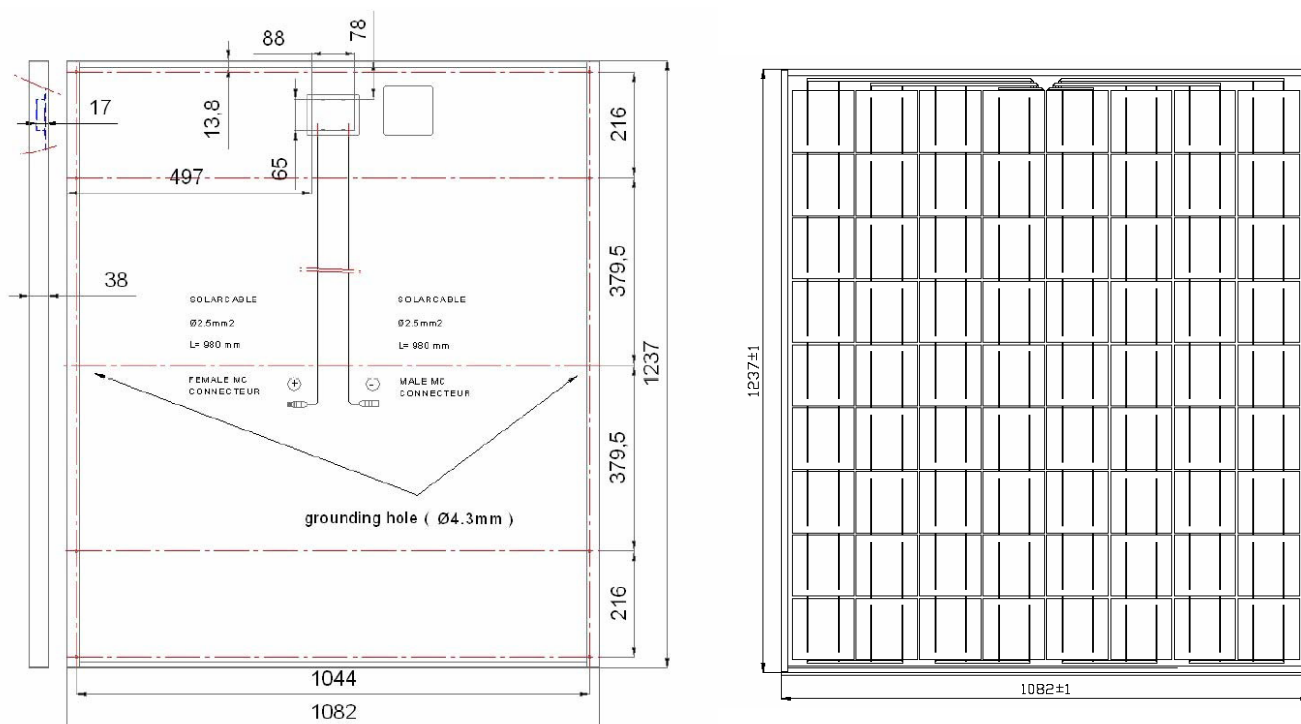 88
78
17
13,8
65
216
497
379,5
38
SOLARCABLE
SOLARCABLE
Ø2.5mm2
Ø2.5mm2
L= 980 mm
L= 980 mm
1237
FEMALE MC
CONNECTEUR
+
-
MALE MC
CONNECTEUR
379,5
grounding hole ( Ø4.3mm )
216
1044
1082
1237±1
1082±1